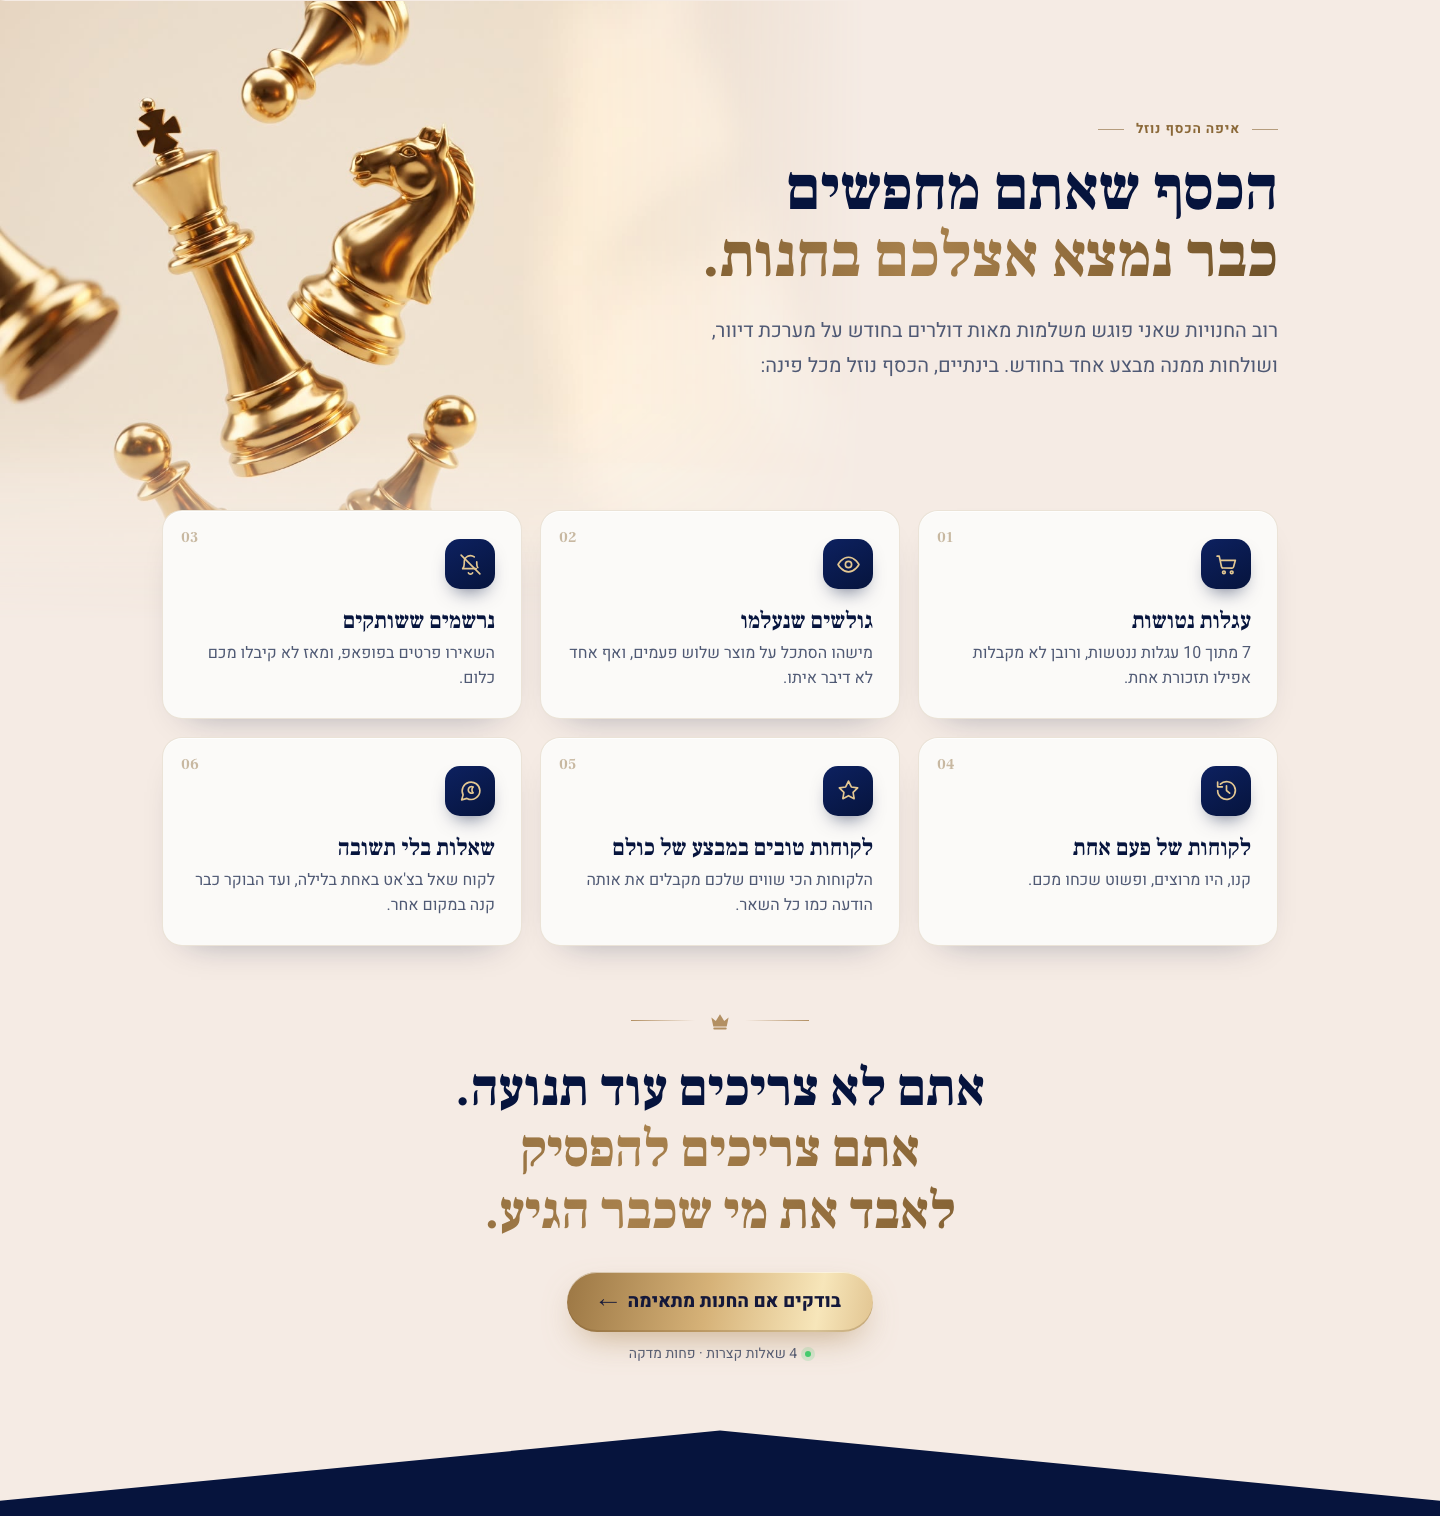 איפה הכסף נוזל
הכסף שאתם מחפשים
כבר נמצא אצלכם בחנות.
רוב החנויות שאני פוגש משלמות מאות דולרים בחודש על מערכת דיוור,
ושולחות ממנה מבצע אחד בחודש. בינתיים, הכסף נוזל מכל פינה:
01
עגלות נטושות
7 מתוך 10 עגלות ננטשות, ורובן לא מקבלות
אפילו תזכורת אחת.
02
גולשים שנעלמו
מישהו הסתכל על מוצר שלוש פעמים, ואף אחד
לא דיבר איתו.
03
נרשמים ששותקים
השאירו פרטים בפופאפ, ומאז לא קיבלו מכם
כלום.
04
לקוחות של פעם אחת
קנו, היו מרוצים, ופשוט שכחו מכם.
05
לקוחות טובים במבצע של כולם
הלקוחות הכי שווים שלכם מקבלים את אותה
הודעה כמו כל השאר.
06
שאלות בלי תשובה
לקוח שאל בצ'אט באחת בלילה, ועד הבוקר כבר
קנה במקום אחר.
אתם לא צריכים עוד תנועה.
אתם צריכים להפסיק
לאבד את מי שכבר הגיע.
בודקים אם החנות מתאימה ←
4 שאלות קצרות · פחות מדקה